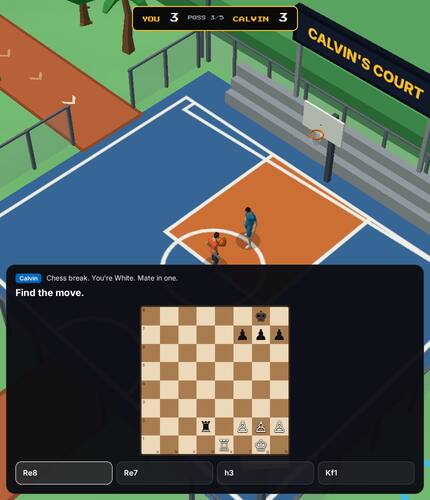 YOU 3 POSS 3/5 CALVIN 3
CALVIN'S COURT
Calvin Chess break. You're White. Mate in one.
Find the move.
Re8
Re7
h3
Kf1